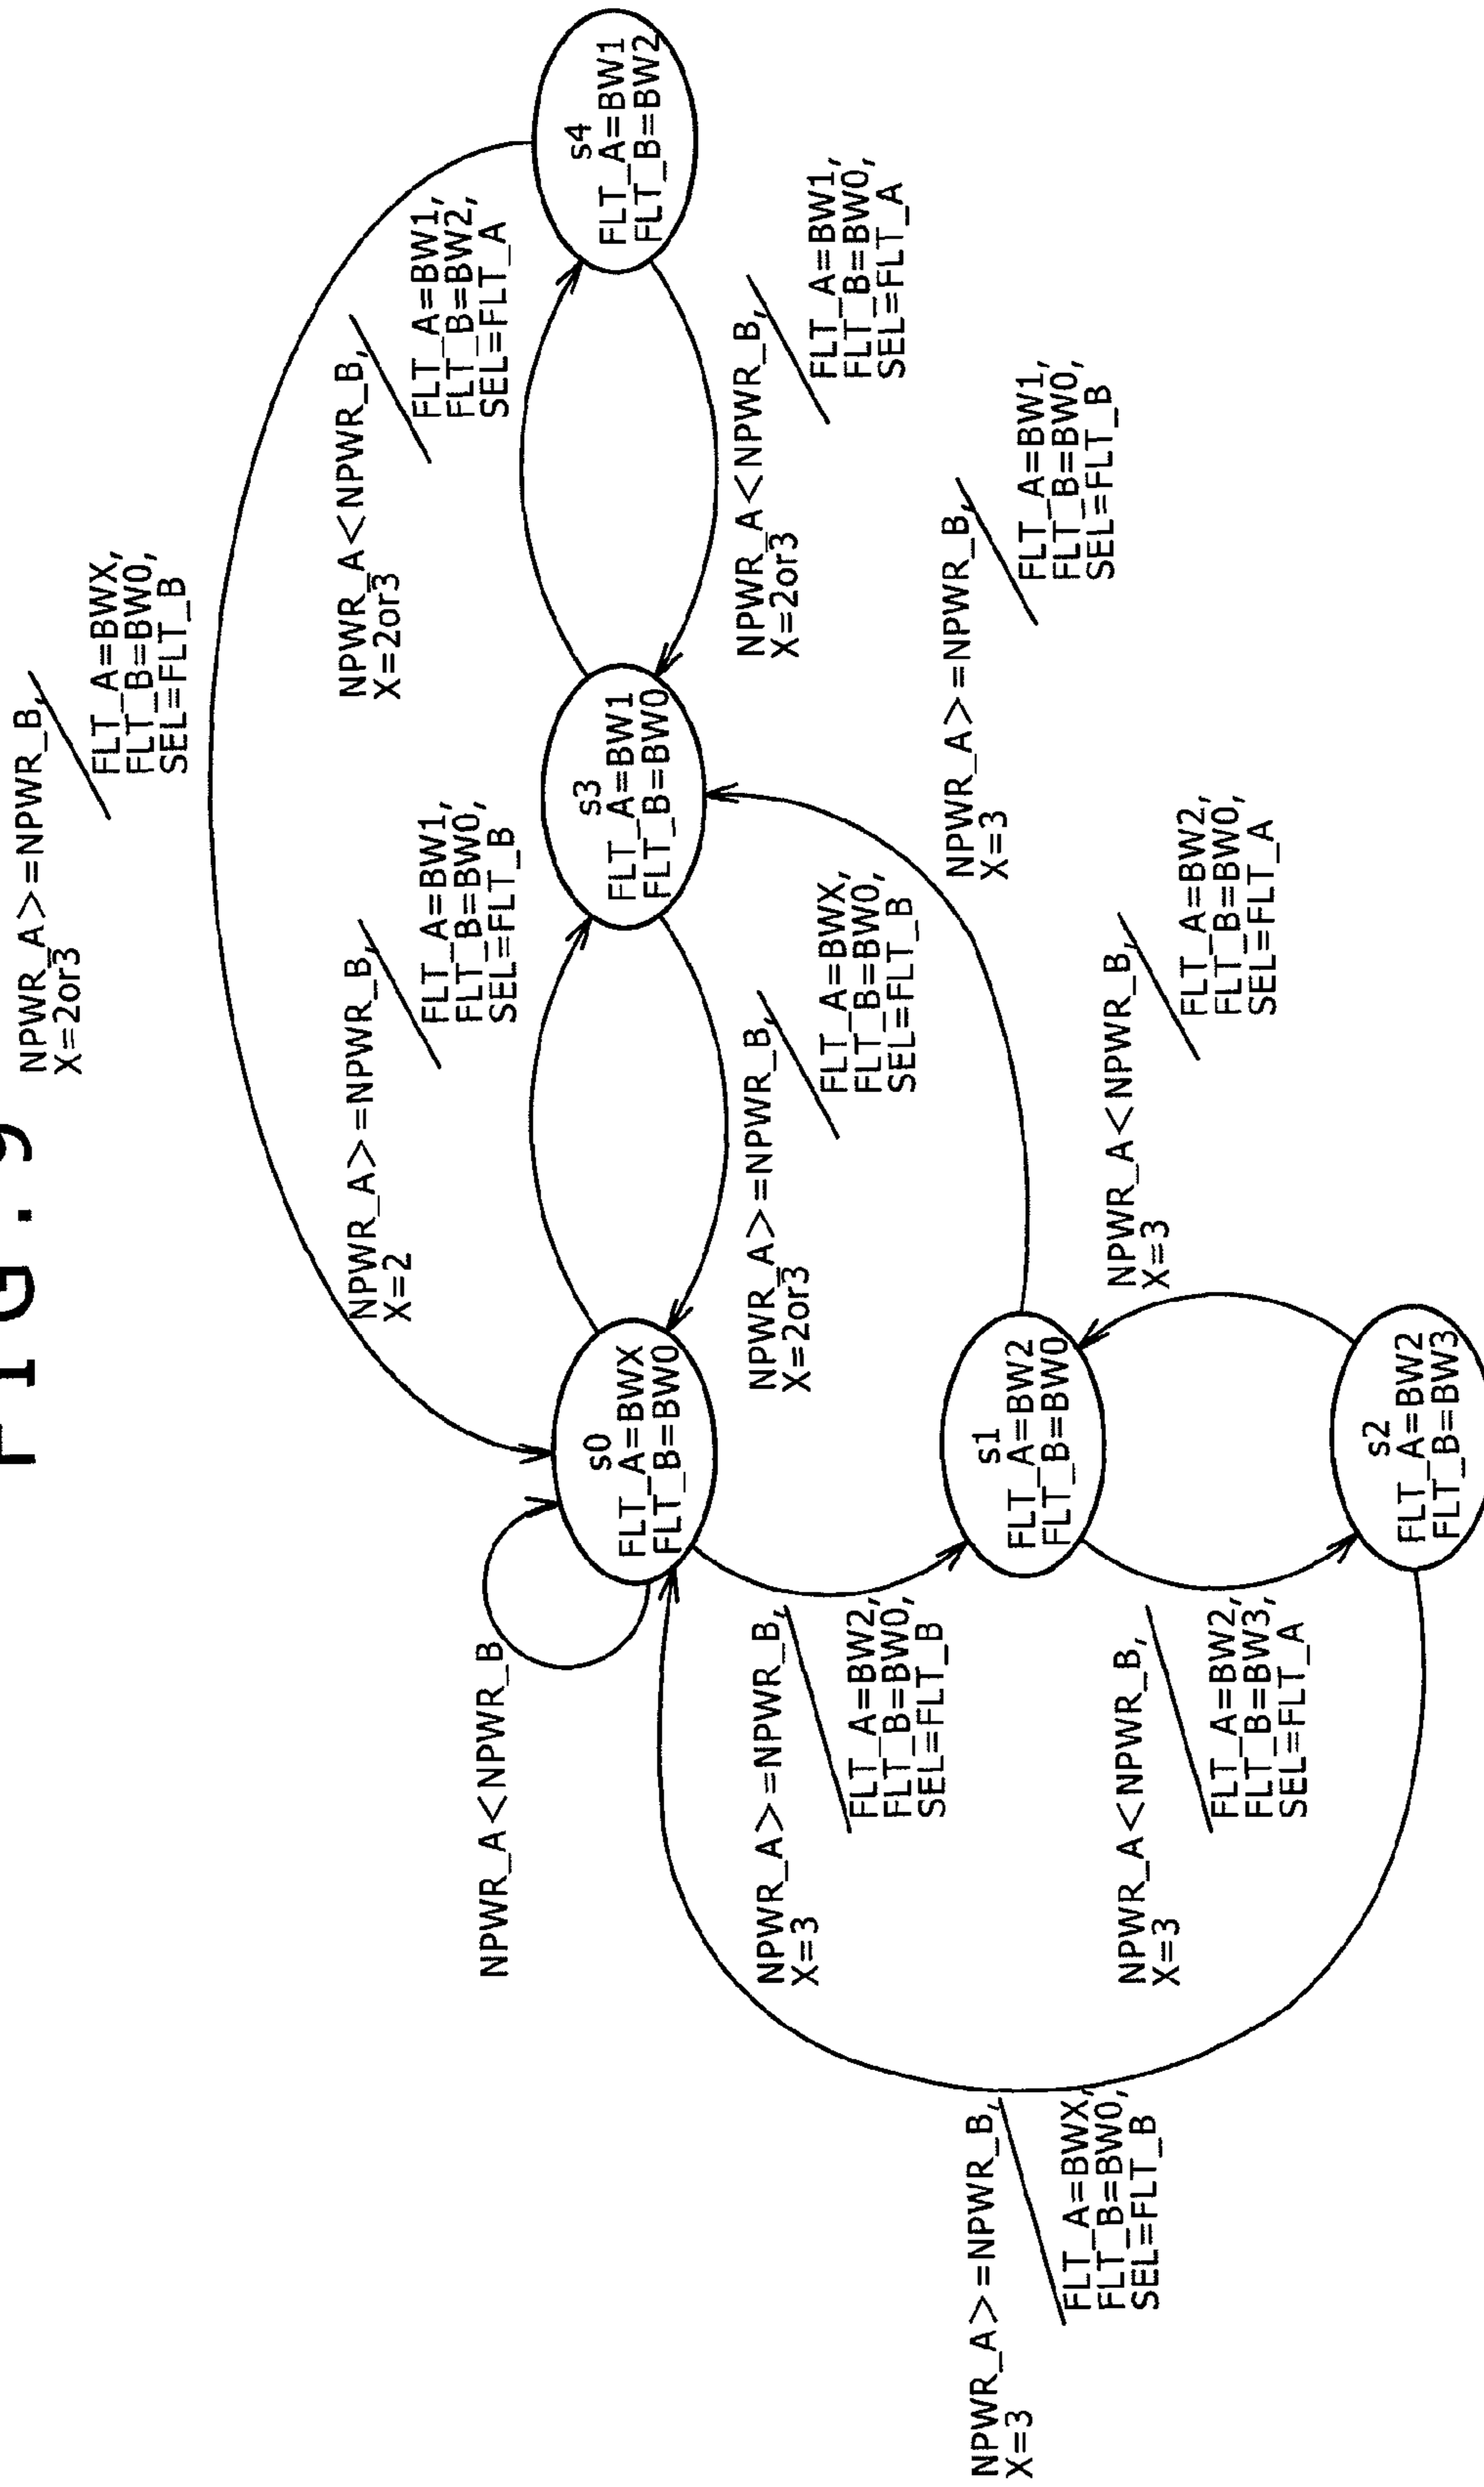 FIG. 9
NPWR_A>=NPWR_B,
X=2or3
FLT_A=BWX,
FLT_B=BW0,
SEL=FLT_B
NPWR_A<NPWR_B,
X=2or3
FLT_A=BW1,
FLT_B=BW2,
SEL=FLT_A
NPWR_A>=NPWR_B,
X=2
FLT_A=BW1,
FLT_B=BW0,
SEL=FLT_B
NPWR_A<NPWR_B
s0
FLT_A=BWX
FLT_B=BW0
s3
FLT_A=BW1
FLT_B=BW0
s4
FLT_A=BW1
FLT_B=BW2
NPWR_A>=NPWR_B,
X=3
FLT_A=BW2,
FLT_B=BW0,
SEL=FLT_B
NPWR_A>=NPWR_B,
X=2or3
FLT_A=BWX,
FLT_B=BW0,
SEL=FLT_B
NPWR_A<NPWR_B,
X=2or3
FLT_A=BW1,
FLT_B=BW0,
SEL=FLT_A
NPWR_A>=NPWR_B,
X=3
FLT_A=BWX,
FLT_B=BW0,
SEL=FLT_B
s1
FLT_A=BW2
FLT_B=BW0
NPWR_A>=NPWR_B,
X=3
FLT_A=BW1,
FLT_B=BW0,
SEL=FLT_B
NPWR_A<NPWR_B,
X=3
FLT_A=BW2,
FLT_B=BW3,
SEL=FLT_A
NPWR_A<NPWR_B,
X=3
FLT_A=BW2,
FLT_B=BW0,
SEL=FLT_A
s2
FLT_A=BW2
FLT_B=BW3